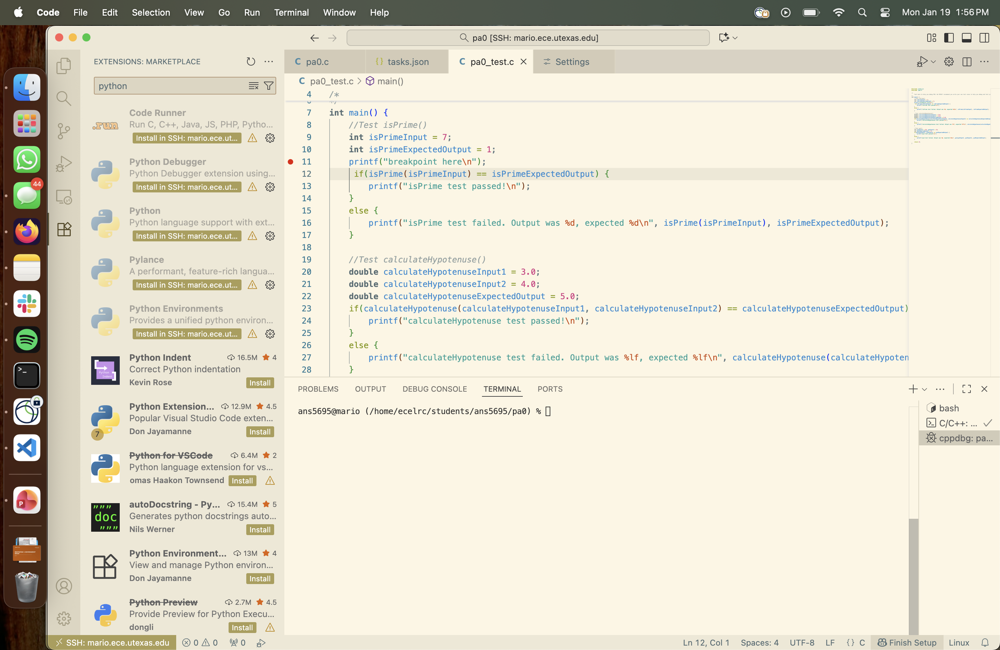 Code File Edit Selection View Go Run Terminal Window Help
Mon Jan 19 1:56 PM
pa0 [SSH: mario.ece.utexas.edu]
EXTENSIONS: MARKETPLACE
python
Code Runner
Run C, C++, Java, JS, PHP, Pytho...
.run
Install in SSH: mario.ece.ut...
Python Debugger
Python Debugger extension using...
Install in SSH: mario.ece.ut...
Python
Python language support with ext...
Install in SSH: mario.ece.ut...
Pylance
A performant, feature-rich langua...
Install in SSH: mario.ece.ut...
Python Environments
Provides a unified python environ...
Install in SSH: mario.ece.ut...
Python Indent 16.5M 4
Correct Python indentation
Kevin Rose Install
Python Indent
Python Extension... 12.9M 4.5
Popular Visual Studio Code exten...
Don Jayamanne Install
7
Python for VSCode 6.4M 2
Python language extension for vs...
omas Haakon Townsend Install
autoDocstring - Py... 15.4M 5
Generates python docstrings auto...
Nils Werner Install
"""
doc
"""
Python Environment... 13M 4
View and manage Python environ...
Don Jayamanne Install
Python Preview 2.7M 4.5
Provide Preview for Python Execu...
dongli Install
44
P
C pa0.c {} tasks.json C pa0_test.c Settings
C pa0_test.c > main()
4 /*
6 */
7 int main() {
8 //Test isPrime()
9 int isPrimeInput = 7;
10 int isPrimeExpectedOutput = 1;
11 printf("breakpoint here\n");
12 if(isPrime(isPrimeInput) == isPrimeExpectedOutput) {
13 printf("isPrime test passed!\n");
14 }
15 else {
16 printf("isPrime test failed. Output was %d, expected %d\n", isPrime(isPrimeInput), isPrimeExpectedOutput);
17 }
18
19 //Test calculateHypotenuse()
20 double calculateHypotenuseInput1 = 3.0;
21 double calculateHypotenuseInput2 = 4.0;
22 double calculateHypotenuseExpectedOutput = 5.0;
23 if(calculateHypotenuse(calculateHypotenuseInput1, calculateHypotenuseInput2) == calculateHypotenuseExpectedOutput)
24 printf("calculateHypotenuse test passed!\n");
25 }
26 else {
27 printf("calculateHypotenuse test failed. Output was %lf, expected %lf\n", calculateHypotenuse(calculateHypoten
28 }
PROBLEMS OUTPUT DEBUG CONSOLE TERMINAL PORTS
ans5695@mario (/home/ecelrc/students/ans5695/pa0) %
bash
C/C++: ...
cppdbg: pa...
SSH: mario.ece.utexas.edu 0 0 0
Ln 12, Col 1 Spaces: 4 UTF-8 LF {} C Finish Setup Linux